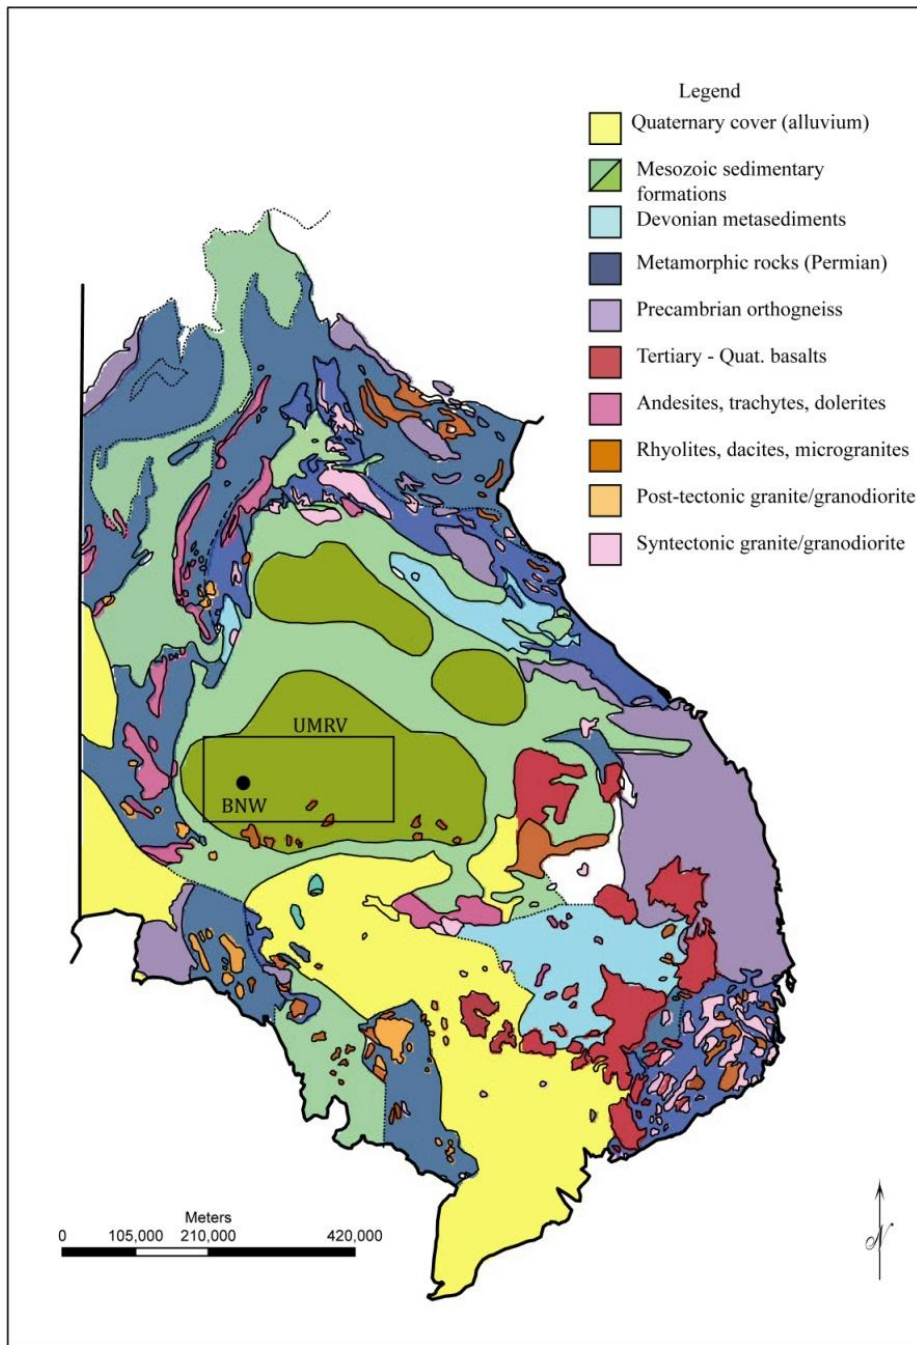 Legend
Quaternary cover (alluvium)
Mesozoic sedimentary
formations
Devonian metasediments
Metamorphic rocks (Permian)
Precambrian orthogneiss
Tertiary - Quat. basalts
Andesites, trachytes, dolerites
Rhyolites, dacites, microgranites
Post-tectonic granite/granodiorite
Syntectonic granite/granodiorite
UMRV
BNW
Meters
0 105,000 210,000 420,000
N